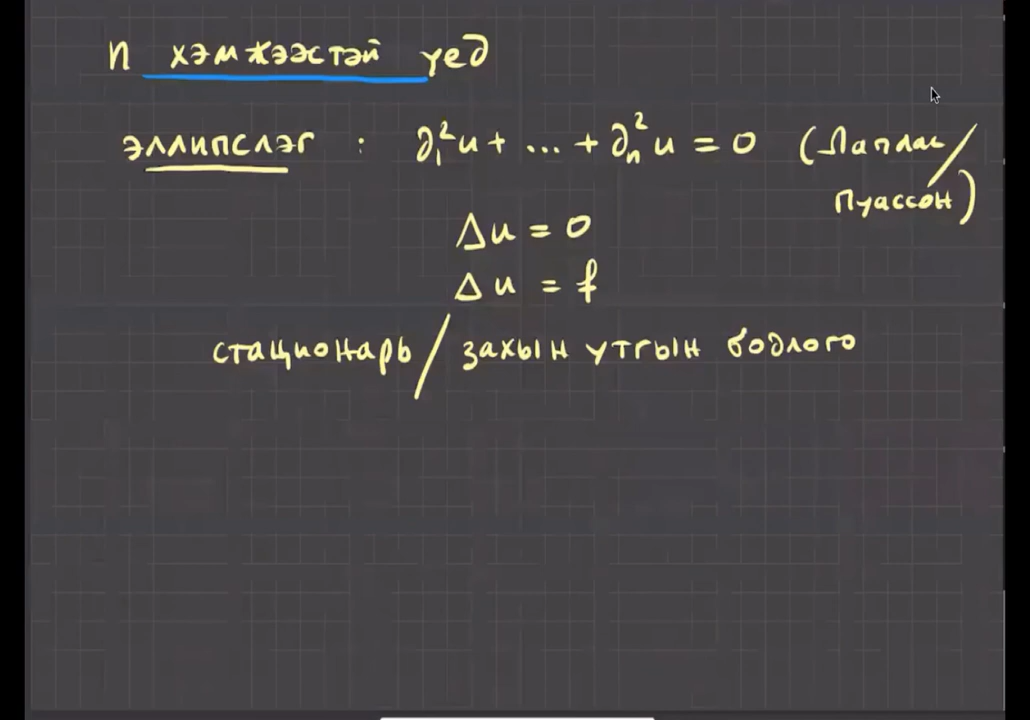 n хэмжээстэй үед
эллипслэг : ∂₁²u + ... + ∂ₙ²u = 0 (Лаплас/
Пуассон)
Δu = 0
Δu = f
стационарь / захын утгын бодлого